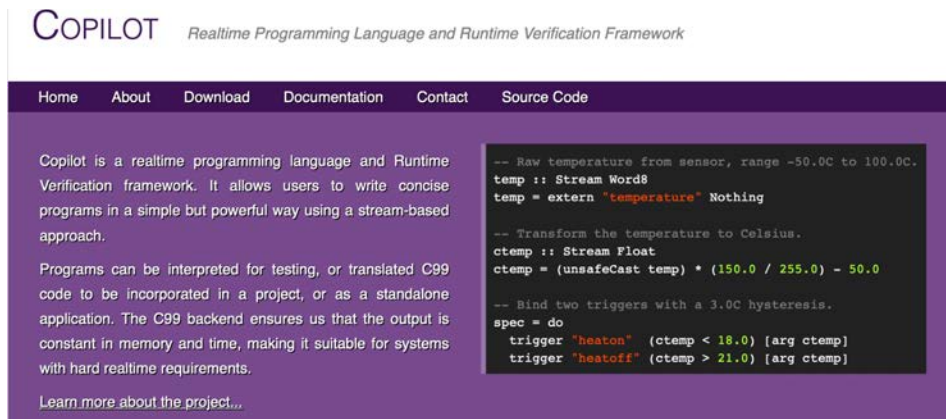 COPILOT Realtime Programming Language and Runtime Verification Framework
Home About Download Documentation Contact Source Code
Copilot is a realtime programming language and Runtime
Verification framework. It allows users to write concise
programs in a simple but powerful way using a stream-based
approach.
Programs can be interpreted for testing, or translated C99
code to be incorporated in a project, or as a standalone
application. The C99 backend ensures us that the output is
constant in memory and time, making it suitable for systems
with hard realtime requirements.
Learn more about the project...
-- Raw temperature from sensor, range -50.0C to 100.0C.
temp :: Stream Word8
temp = extern "temperature" Nothing
-- Transform the temperature to Celsius.
ctemp :: Stream Float
ctemp = (unsafeCast temp) * (150.0 / 255.0) - 50.0
-- Bind two triggers with a 3.0C hysteresis.
spec = do
  trigger "heaton"  (ctemp < 18.0) [arg ctemp]
  trigger "heatoff" (ctemp > 21.0) [arg ctemp]